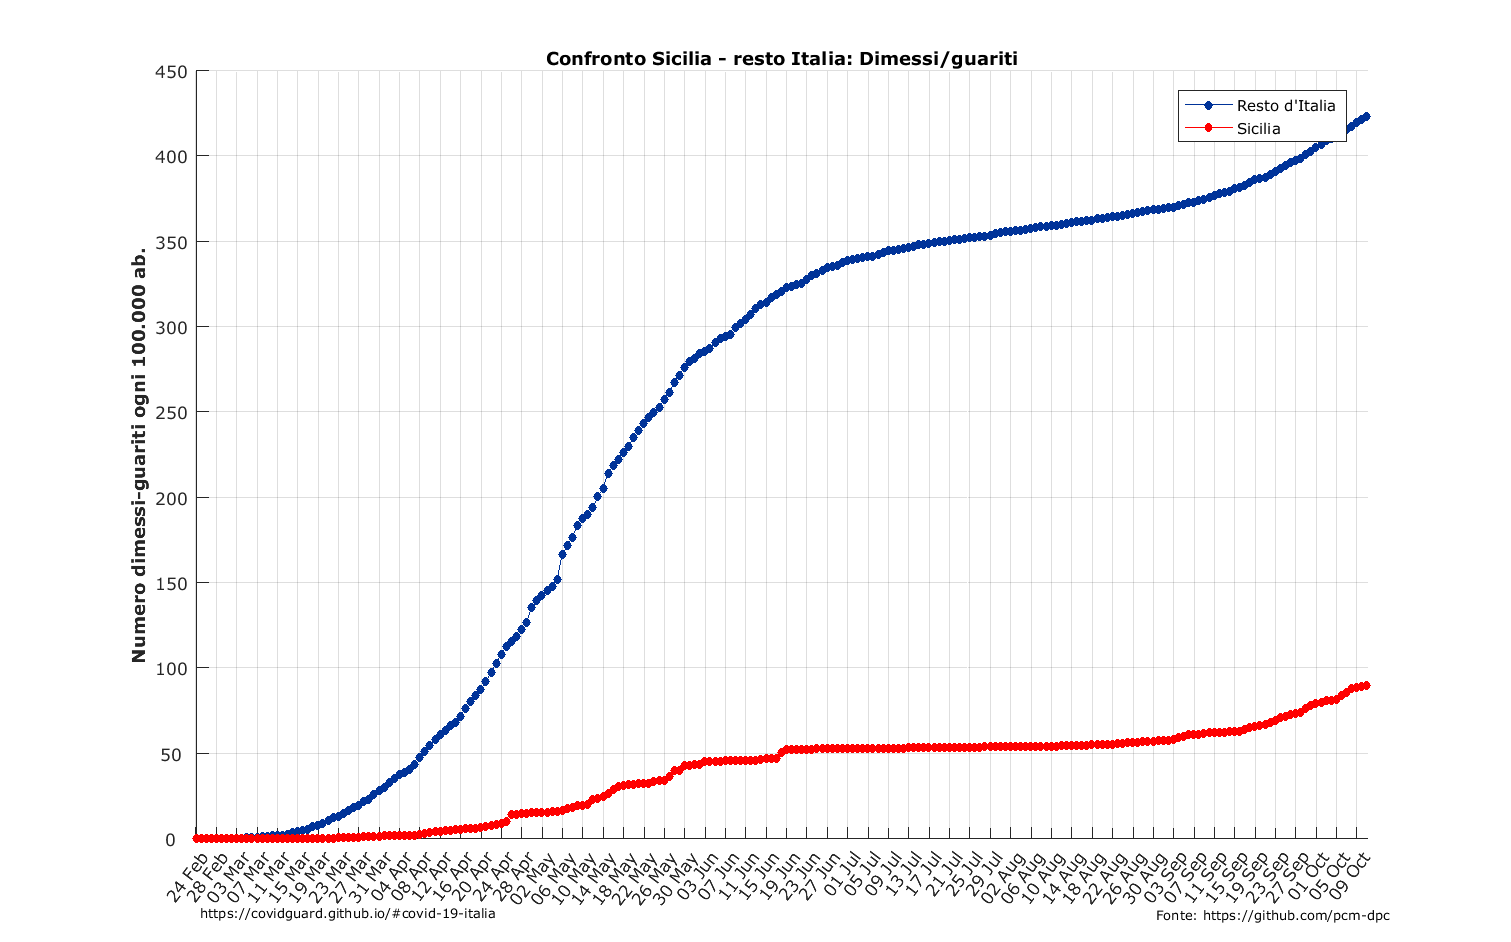 Confronto Sicilia - resto Italia: Dimessi/guariti
Numero dimessi-guariti ogni 100.000 ab.
450
400
350
300
250
200
150
100
50
0
Resto d'Italia
Sicilia
24 Feb
28 Feb
03 Mar
07 Mar
11 Mar
15 Mar
19 Mar
23 Mar
27 Mar
31 Mar
04 Apr
08 Apr
12 Apr
16 Apr
20 Apr
24 Apr
28 Apr
02 May
06 May
10 May
14 May
18 May
22 May
26 May
30 May
03 Jun
07 Jun
11 Jun
15 Jun
19 Jun
23 Jun
27 Jun
01 Jul
05 Jul
09 Jul
13 Jul
17 Jul
21 Jul
25 Jul
29 Jul
02 Aug
06 Aug
10 Aug
14 Aug
18 Aug
22 Aug
26 Aug
30 Aug
03 Sep
07 Sep
11 Sep
15 Sep
19 Sep
23 Sep
27 Sep
01 Oct
05 Oct
09 Oct
https://covidguard.github.io/#covid-19-italia
Fonte: https://github.com/pcm-dpc